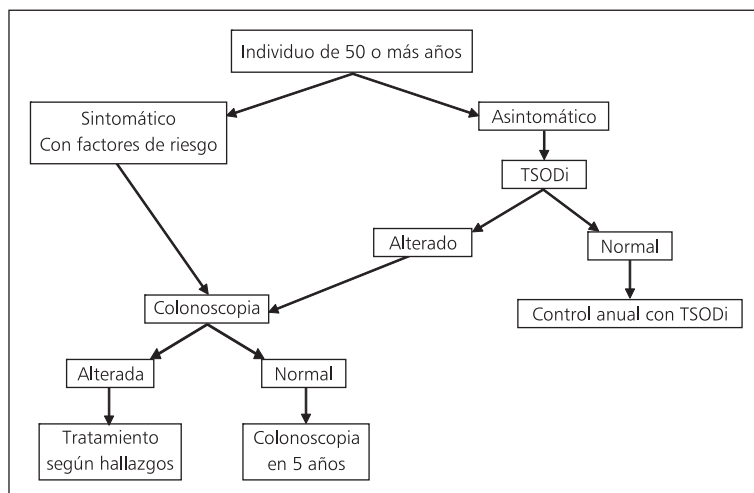 Individuo de 50 o más años
Sintomático
Con factores de riesgo
Asintomático
TSODi
Alterado
Normal
Colonoscopia
Control anual con TSODi
Alterada
Normal
Tratamiento
según hallazgos
Colonoscopia
en 5 años